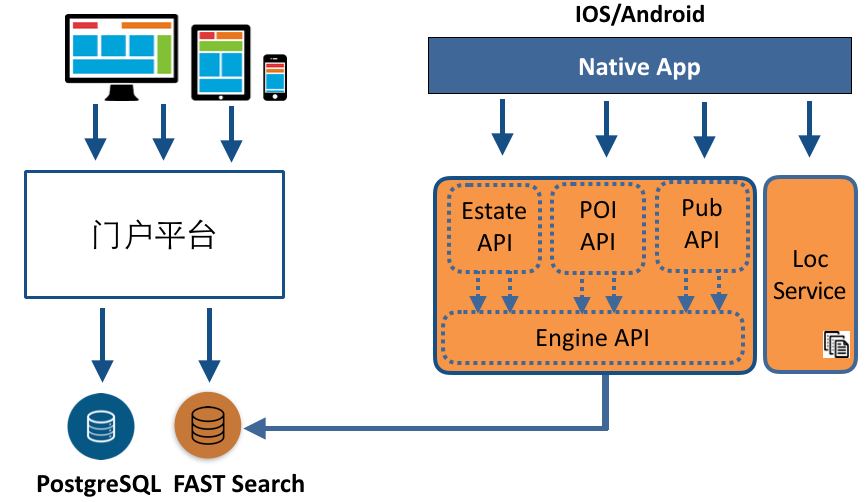 IOS/Android
Native App
门户平台
Estate
API
POI
API
Pub
API
Engine API
Loc
Service
PostgreSQL
FAST Search